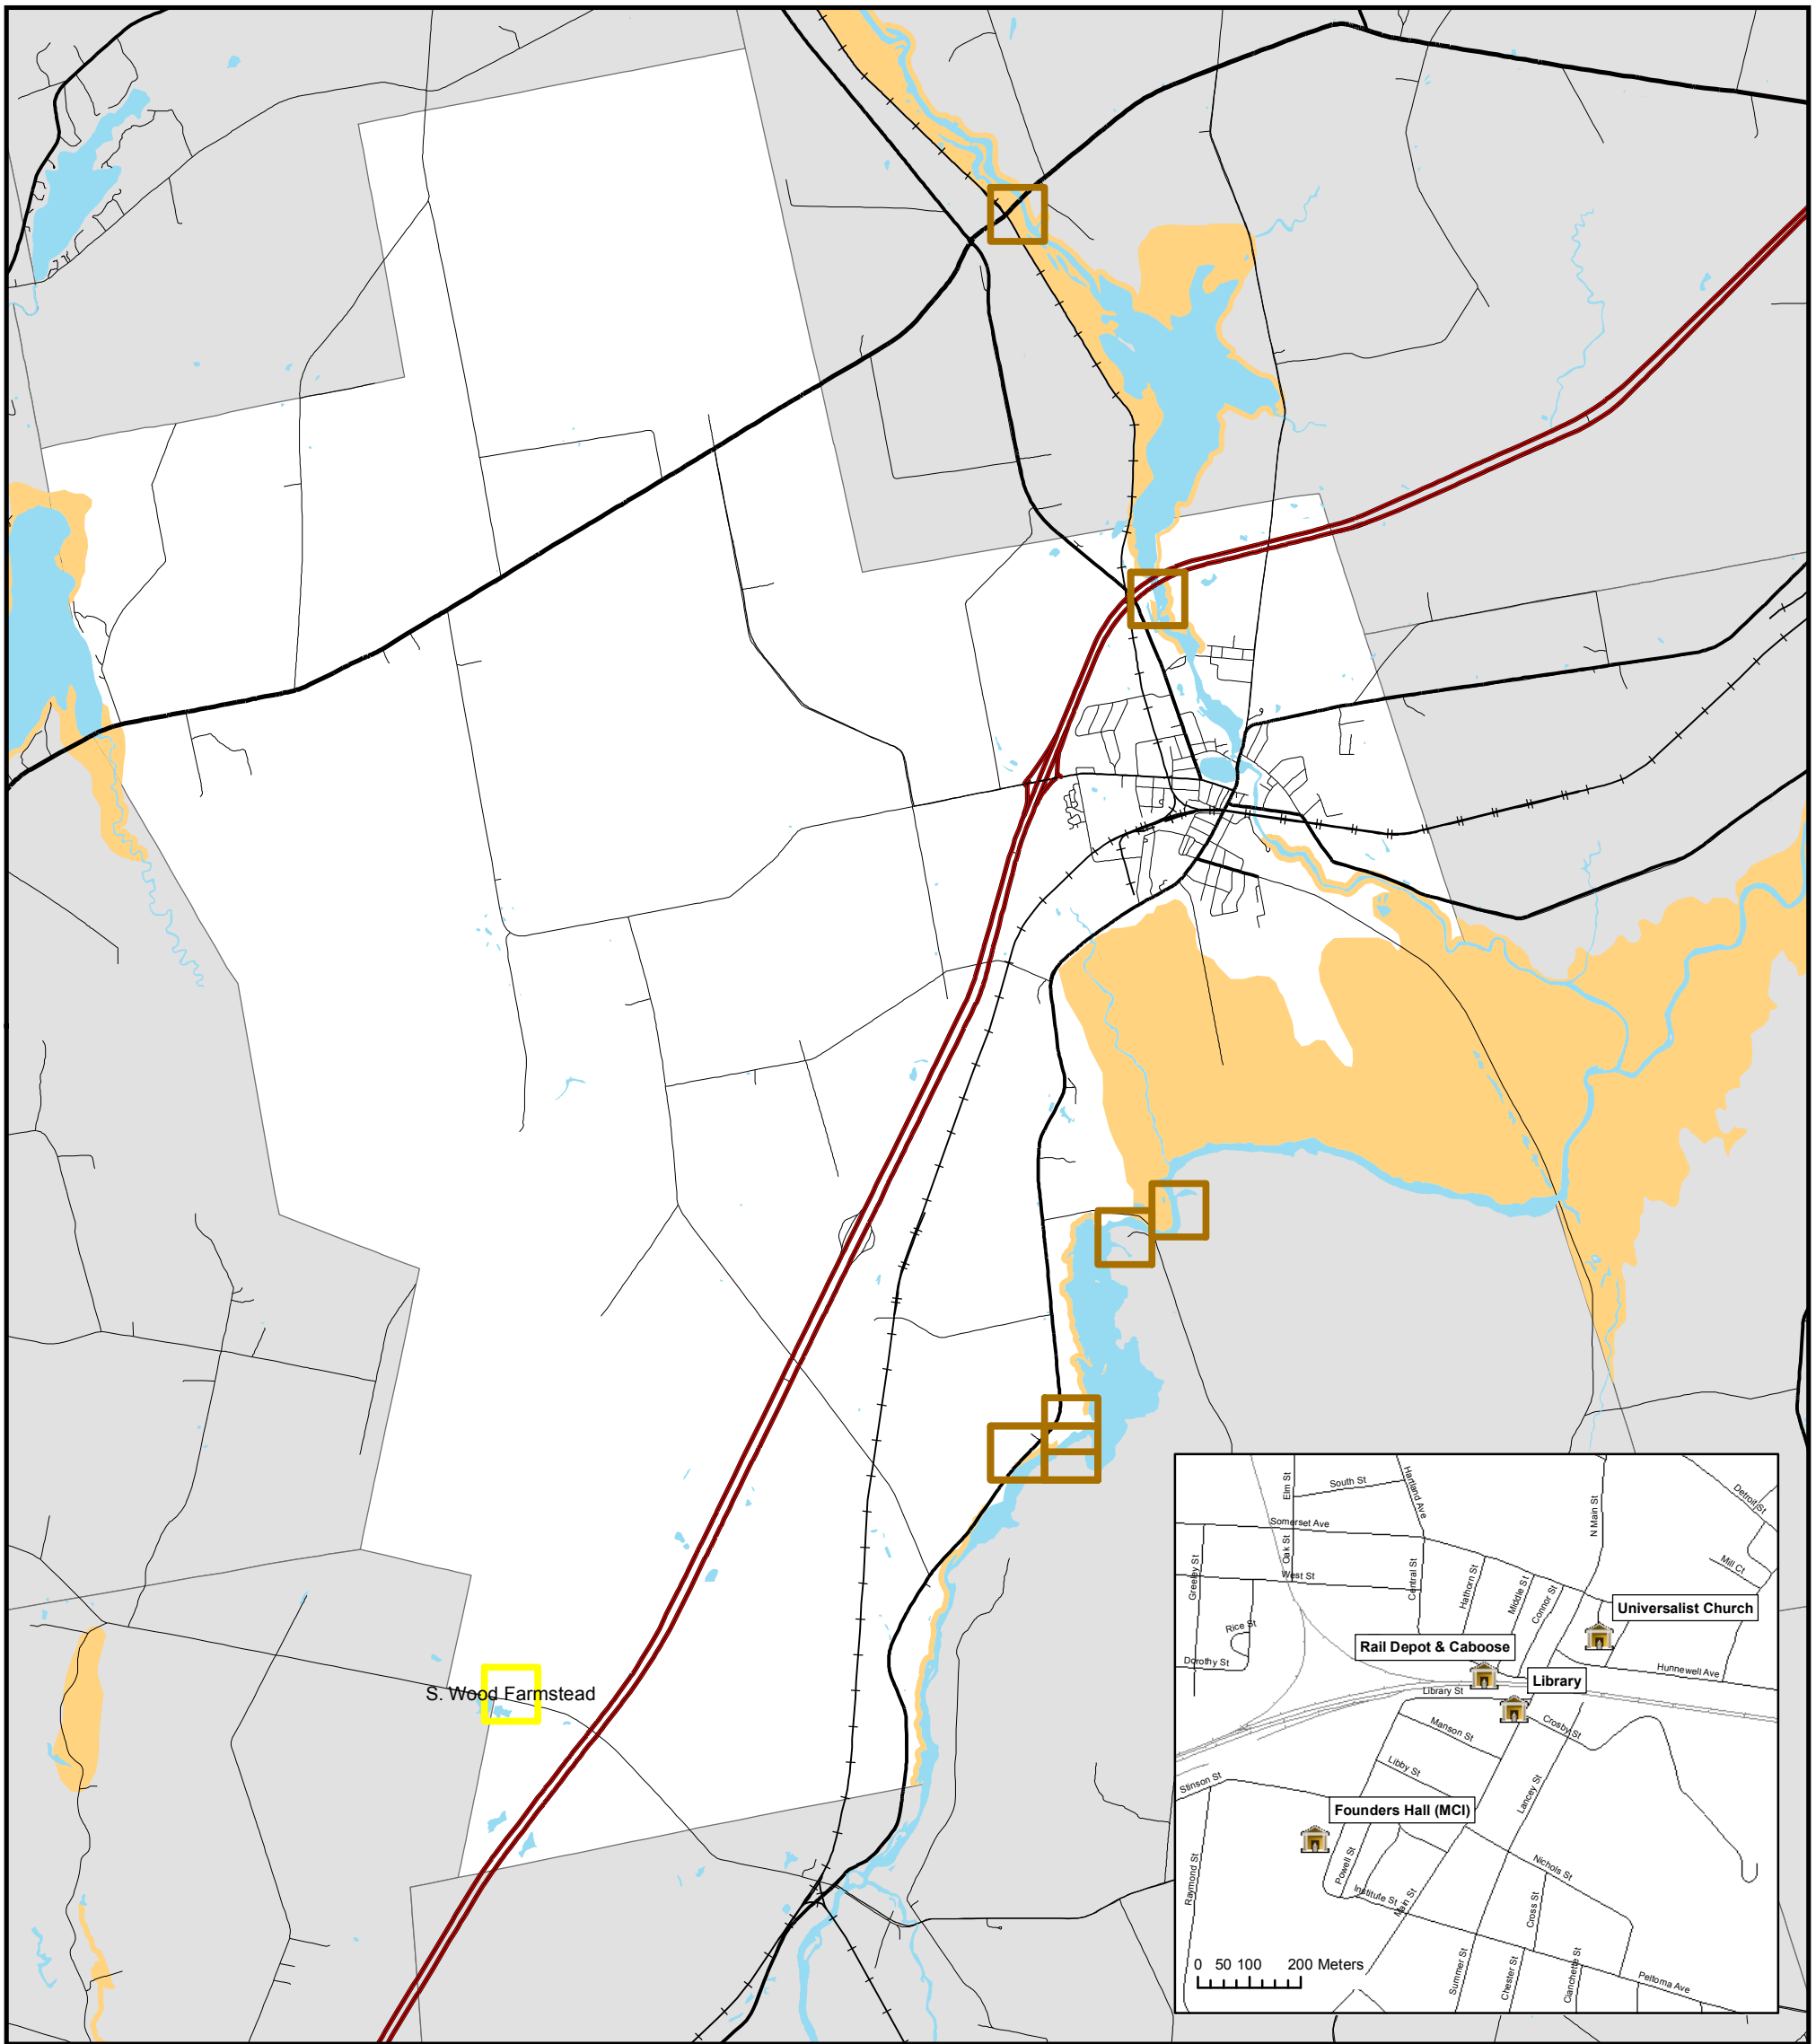 S. Wood Farmstead
Elm St
South St
Hartland Ave
N Main St
Detroit St
Somerset Ave
Oak St
Greeley St
West St
Central St
Hathorn St
Middle St
Connor St
Mill Ct
Universalist Church
Rice St
Rail Depot & Caboose
Dorothy St
Hunnewell Ave
Library
Library St
Manson St
Crosby St
Libby St
Stinson St
Lancey St
Founders Hall (MCI)
Raymond St
Powell St
Nichols St
Institute St
Main St
Cross St
Summer St
Chester St
Cianchette St
Peltoma Ave
0 50 100 200 Meters